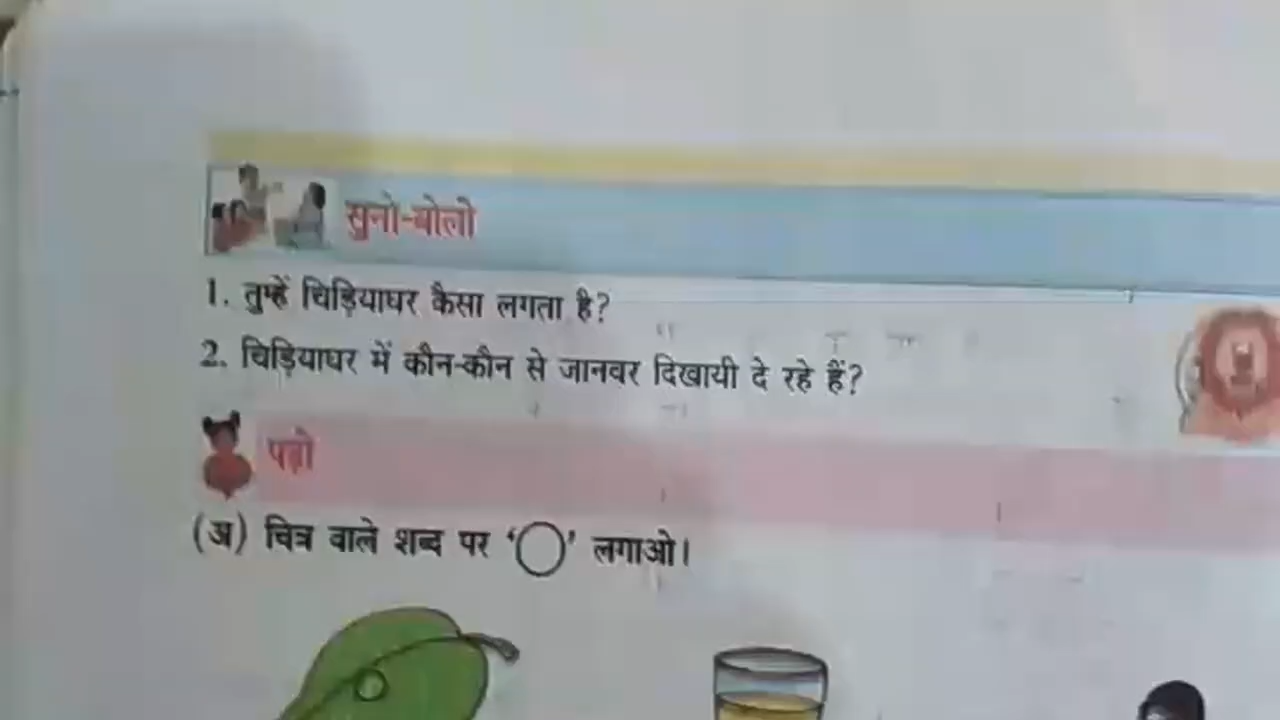 सुनो-बोलो
1. तुम्हें चिड़ियाघर कैसा लगता है?
2. चिड़ियाघर में कौन-कौन से जानवर दिखायी दे रहे हैं?
पढ़ो
(अ) चित्र वाले शब्द पर ‘◯’ लगाओ।